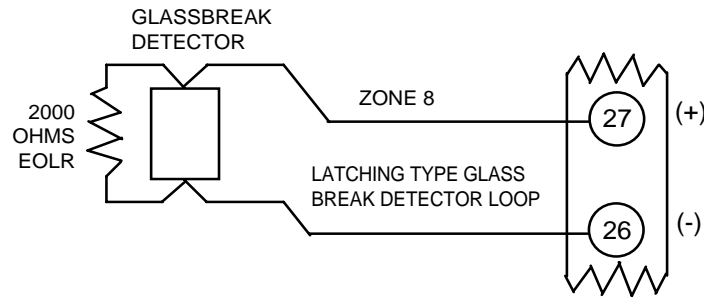 GLASSBREAK
DETECTOR
2000
OHMS
EOLR
ZONE 8
27
(+)
LATCHING TYPE GLASS
BREAK DETECTOR LOOP
26
(-)